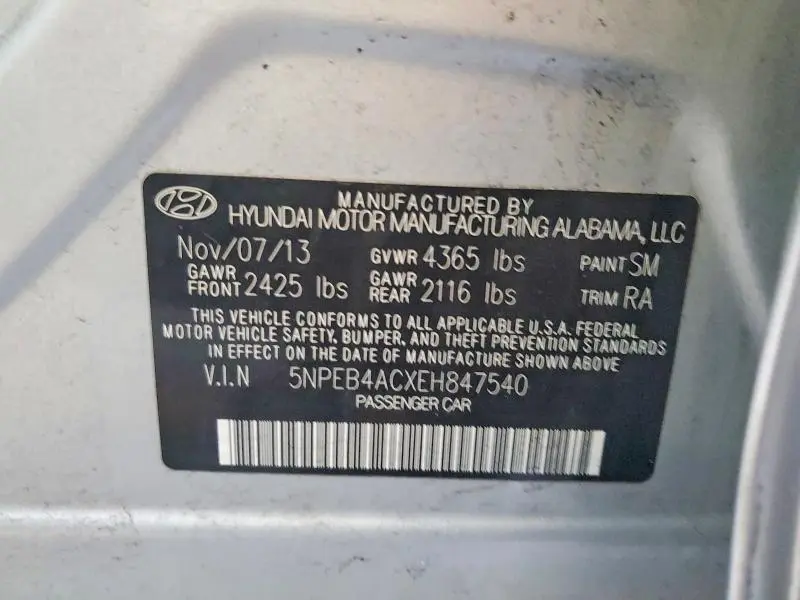 MANUFACTURED BY
HYUNDAI MOTOR MANUFACTURING ALABAMA, LLC
Nov/07/13 GVWR 4365 lbs PAINT SM
GAWR FRONT 2425 lbs GAWR REAR 2116 lbs TRIM RA
THIS VEHICLE CONFORMS TO ALL APPLICABLE U.S.A. FEDERAL
MOTOR VEHICLE SAFETY, BUMPER, AND THEFT PREVENTION STANDARDS
IN EFFECT ON THE DATE OF MANUFACTURE SHOWN ABOVE
V.I.N 5NPEB4ACXEH847540
PASSENGER CAR